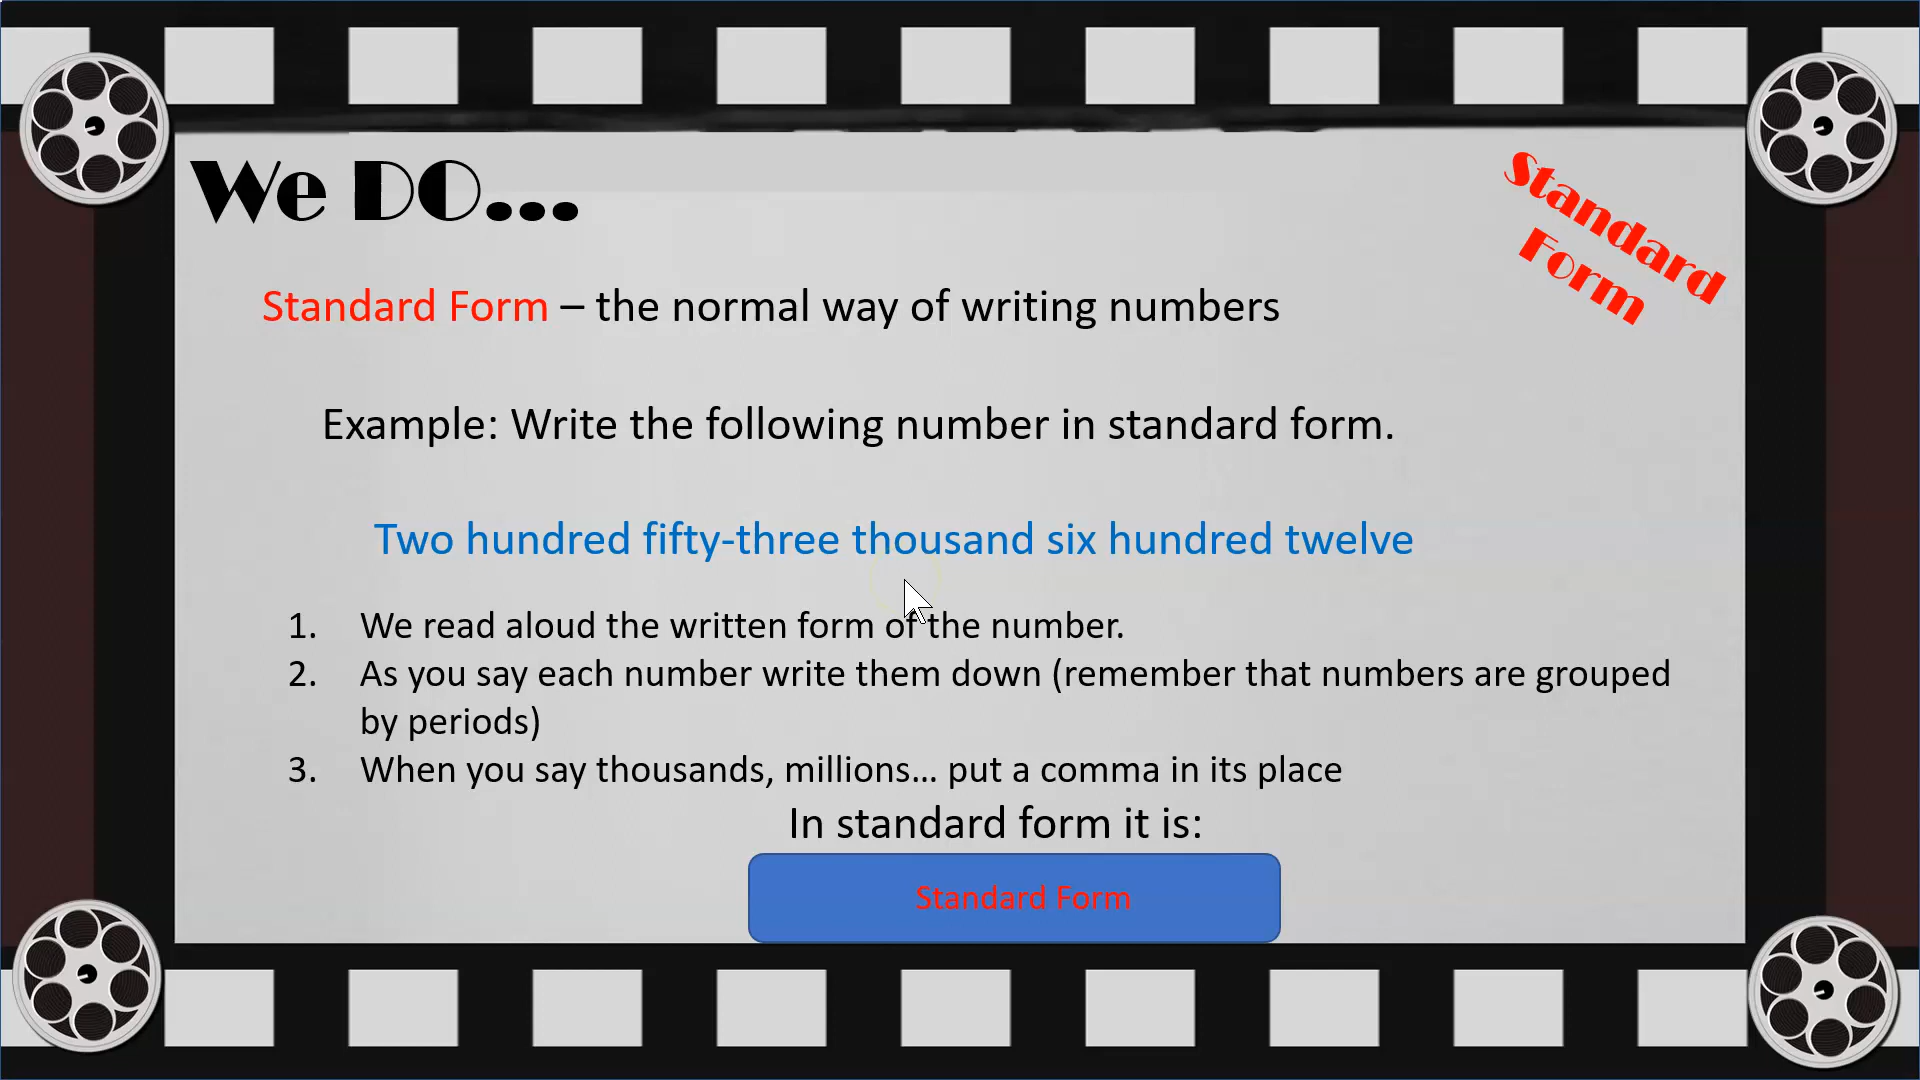 We DO...
Standard
Form
Standard Form – the normal way of writing numbers
Example: Write the following number in standard form.
Two hundred fifty-three thousand six hundred twelve
1. We read aloud the written form of the number.
2. As you say each number write them down (remember that numbers are grouped
by periods)
3. When you say thousands, millions... put a comma in its place
In standard form it is:
Standard Form